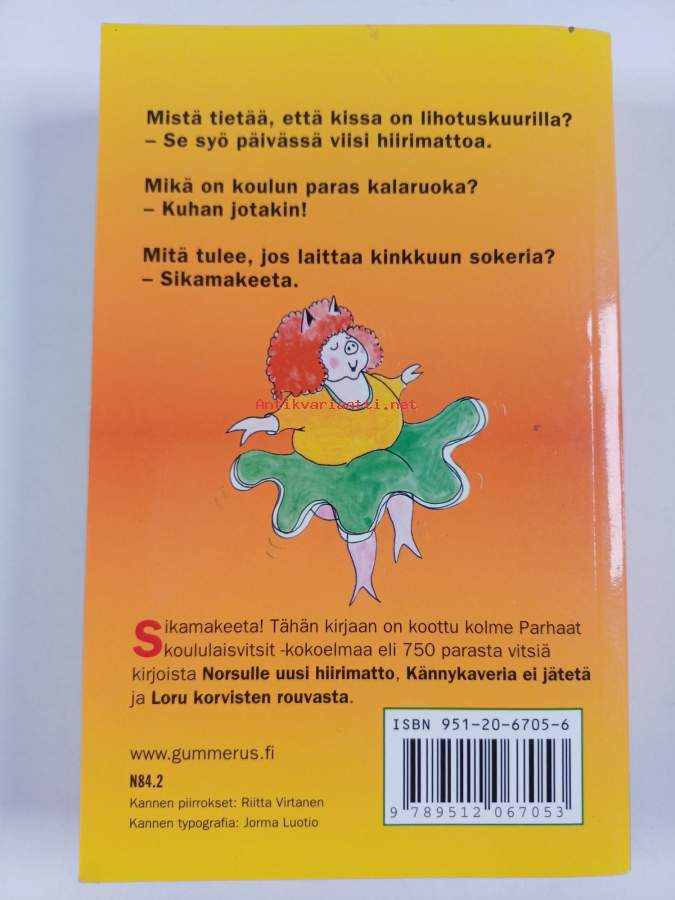 Mistä tietää, että kissa on lihotuskuurilla?
– Se syö päivässä viisi hiirimattoa.
Mikä on koulun paras kalaruoka?
– Kuhan jotakin!
Mitä tulee, jos laittaa kinkkuun sokeria?
– Sikamakeeta.
Antikvariaatti.net
Sikamakeeta! Tähän kirjaan on koottu kolme Parhaat
koululaisvitsit -kokoelmaa eli 750 parasta vitsiä
kirjoista Norsulle uusi hiirimatto, Kännykaveria ei jätetä
ja Loru korvisten rouvasta.
ISBN 951-20-6705-6
www.gummerus.fi
N84.2
Kannen piirrokset: Riitta Virtanen
Kannen typografia: Jorma Luotio
9 789512 067053